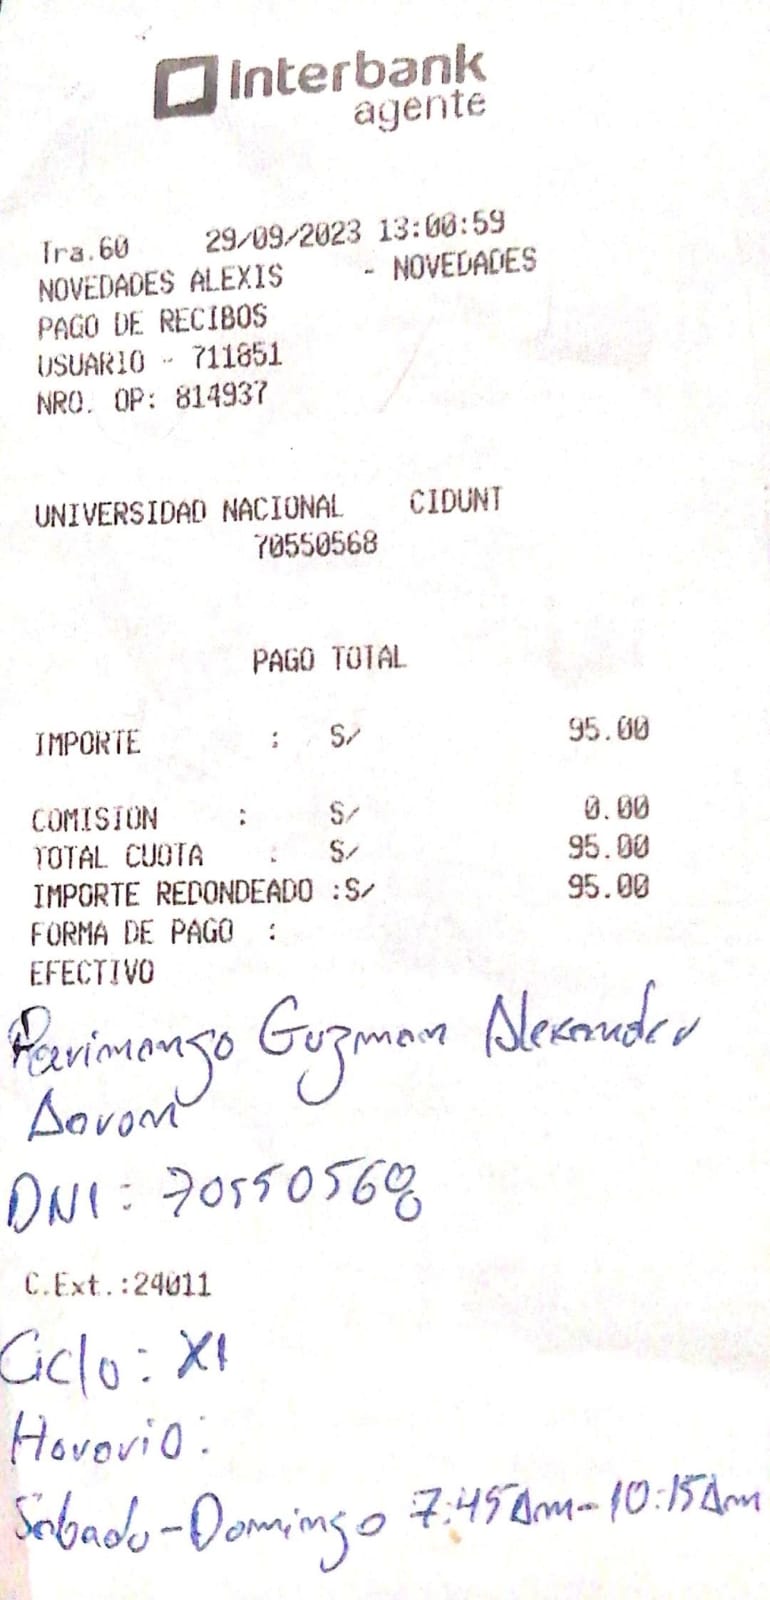 Interbank
agente
Tra.60 29/09/2023 13:00:59
NOVEDADES ALEXIS - NOVEDADES
PAGO DE RECIBOS
USUARIO - 711851
NRO. OP: 814937
UNIVERSIDAD NACIONAL CIDUNT
70550568
PAGO TOTAL
IMPORTE : S/ 95.00
COMISION : S/ 0.00
TOTAL CUOTA : S/ 95.00
IMPORTE REDONDEADO :S/ 95.00
FORMA DE PAGO :
EFECTIVO
Parimango Guzman Alexander
Aaron
DNI: 70550568
C.Ext.:24011
Ciclo: XI
Horario:
Sabado-Domingo 7:45Am-10:15Am